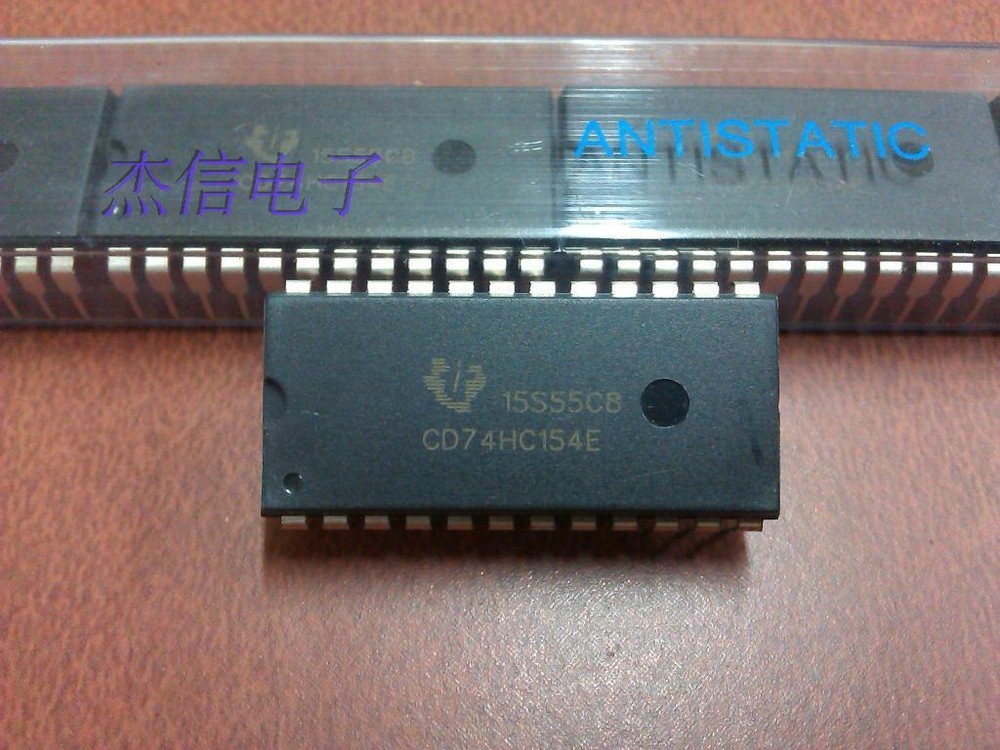 ANTISTATIC
杰信电子
15S55C8
CD74HC154E